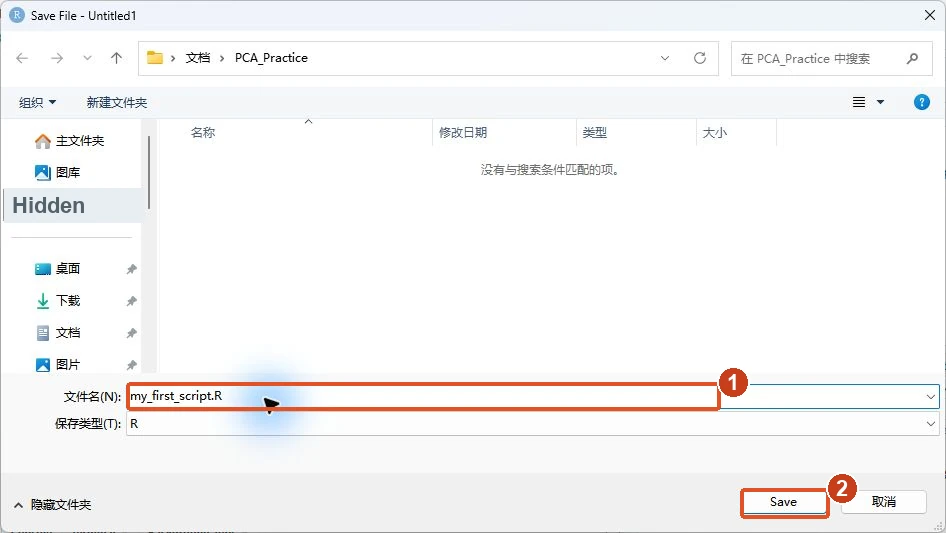 Save File - Untitled1
文档 PCA_Practice
在 PCA_Practice 中搜索
组织 新建文件夹
名称 修改日期 类型 大小
没有与搜索条件匹配的项。
主文件夹
图库
Hidden
桌面
下载
文档
图片
1
文件名(N): my_first_script.R
保存类型(T): R
2
隐藏文件夹 Save 取消